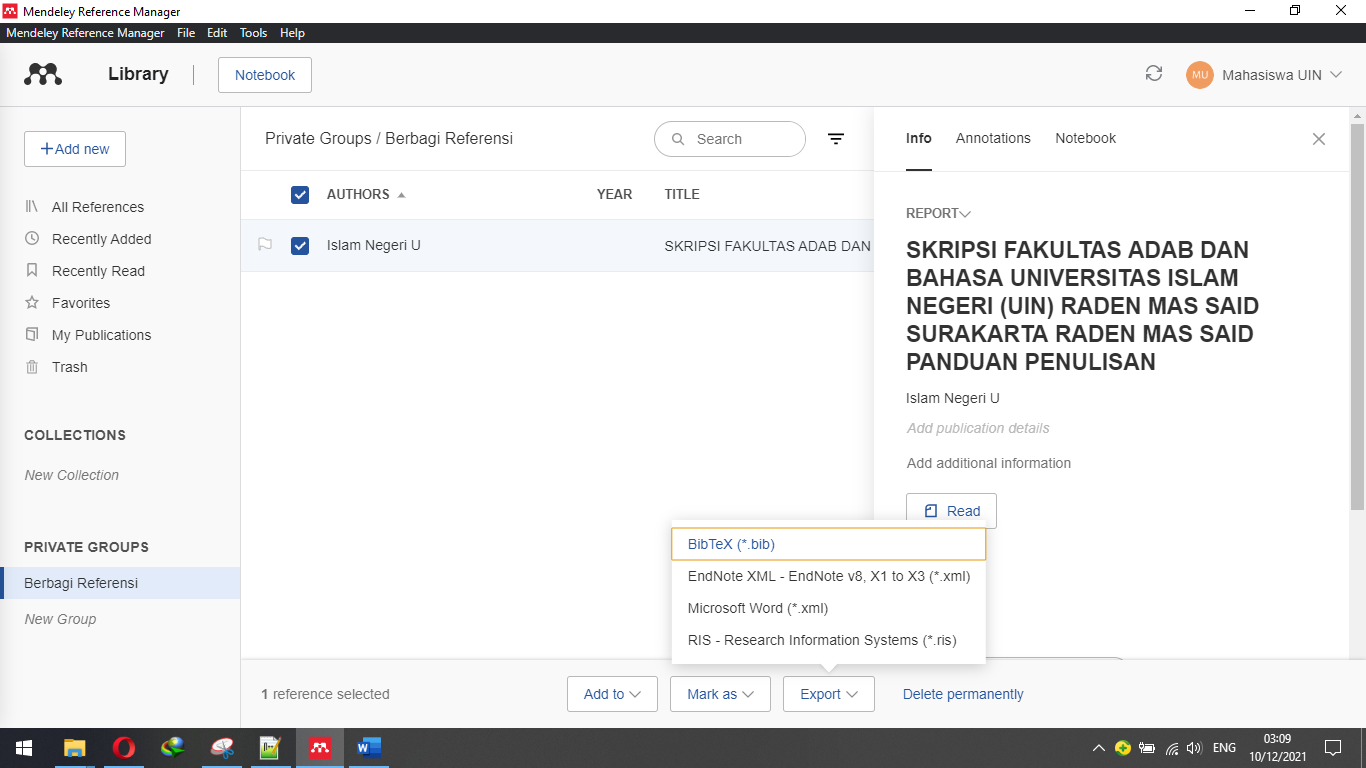 Mendeley Reference Manager
Mendeley Reference Manager File Edit Tools Help
Library
Notebook
Mahasiswa UIN
MU
+Add new
All References
Recently Added
Recently Read
Favorites
My Publications
Trash
COLLECTIONS
New Collection
PRIVATE GROUPS
Berbagi Referensi
New Group
Private Groups / Berbagi Referensi
Search
AUTHORS YEAR TITLE
Islam Negeri U SKRIPSI FAKULTAS ADAB DAN
Info Annotations Notebook
REPORT
SKRIPSI FAKULTAS ADAB DAN
BAHASA UNIVERSITAS ISLAM
NEGERI (UIN) RADEN MAS SAID
SURAKARTA RADEN MAS SAID
PANDUAN PENULISAN
Islam Negeri U
Add publication details
Add additional information
Read
BibTeX (*.bib)
EndNote XML - EndNote v8, X1 to X3 (*.xml)
Microsoft Word (*.xml)
RIS - Research Information Systems (*.ris)
1 reference selected
Add to
Mark as
Export
Delete permanently
ENG
03:09
10/12/2021